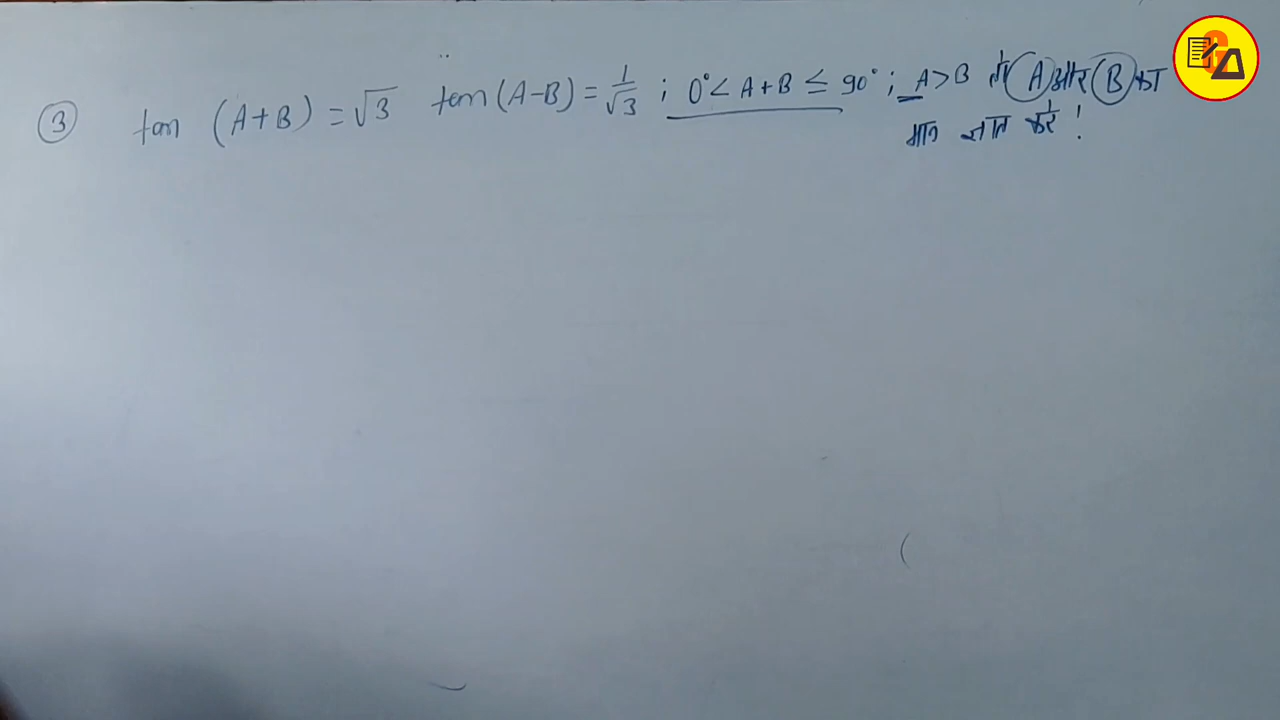 ③ tan (A+B) = √3 tan (A-B) = 1/√3 ; 0° < A+B ≤ 90° ; A>B तो A और B का
मान ज्ञात करें !